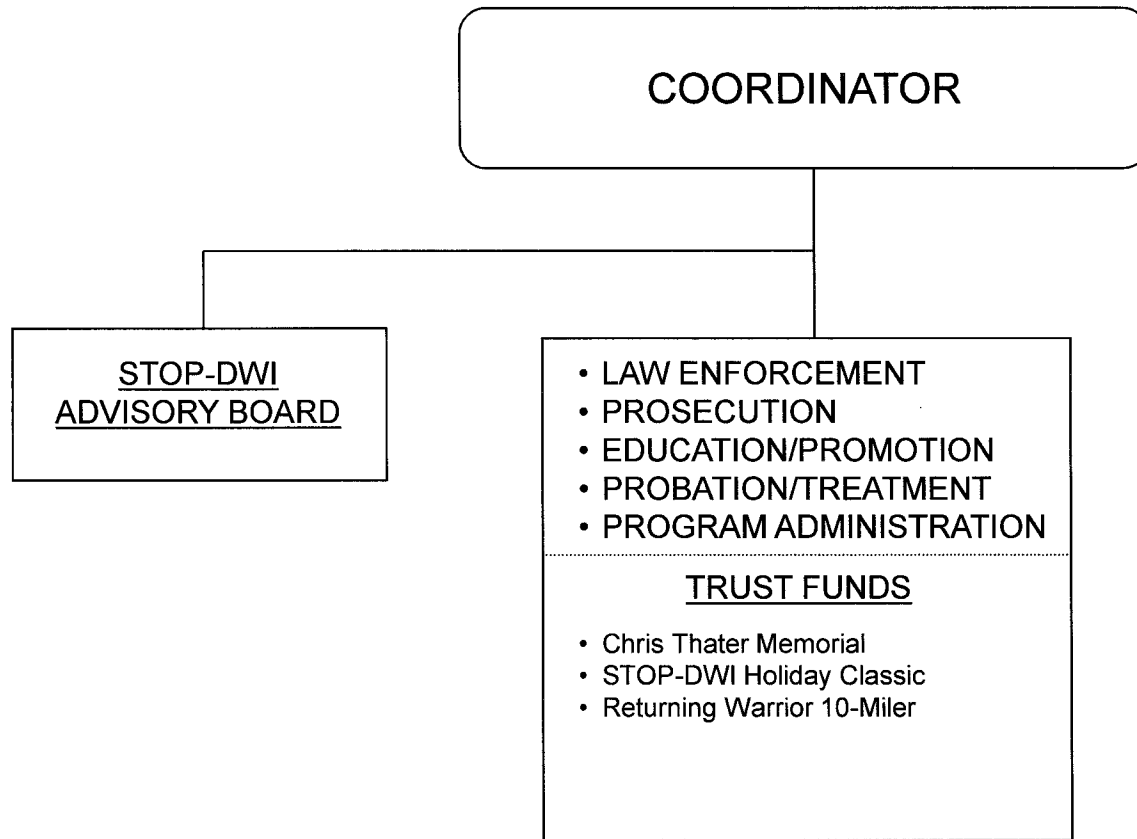 COORDINATOR
STOP-DWI
ADVISORY BOARD
• LAW ENFORCEMENT
• PROSECUTION
• EDUCATION/PROMOTION
• PROBATION/TREATMENT
• PROGRAM ADMINISTRATION
TRUST FUNDS
• Chris Thater Memorial
• STOP-DWI Holiday Classic
• Returning Warrior 10-Miler